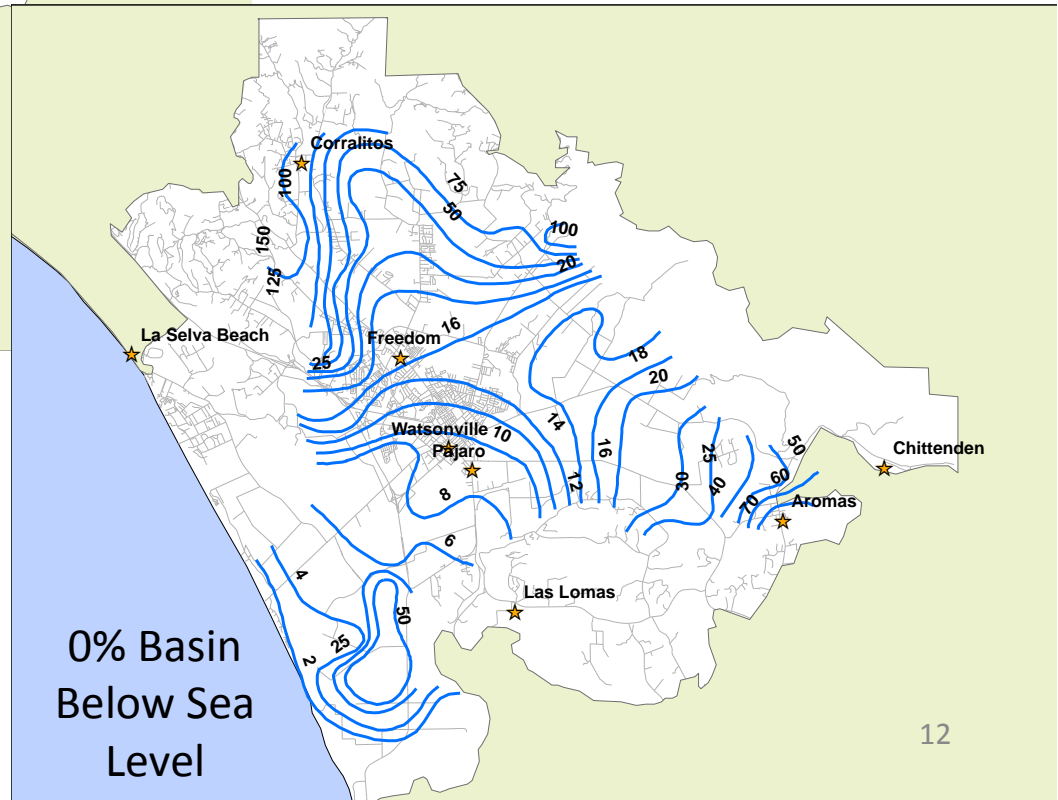 Corralitos
100
75
50
150
100
125
20
16
La Selva Beach
Freedom
25
18
20
14
Watsonville
10
16
Pajaro
50
Chittenden
25
12
30
40
60
8
70
Aromas
6
4
Las Lomas
50
25
2
0% Basin
Below Sea
Level
12